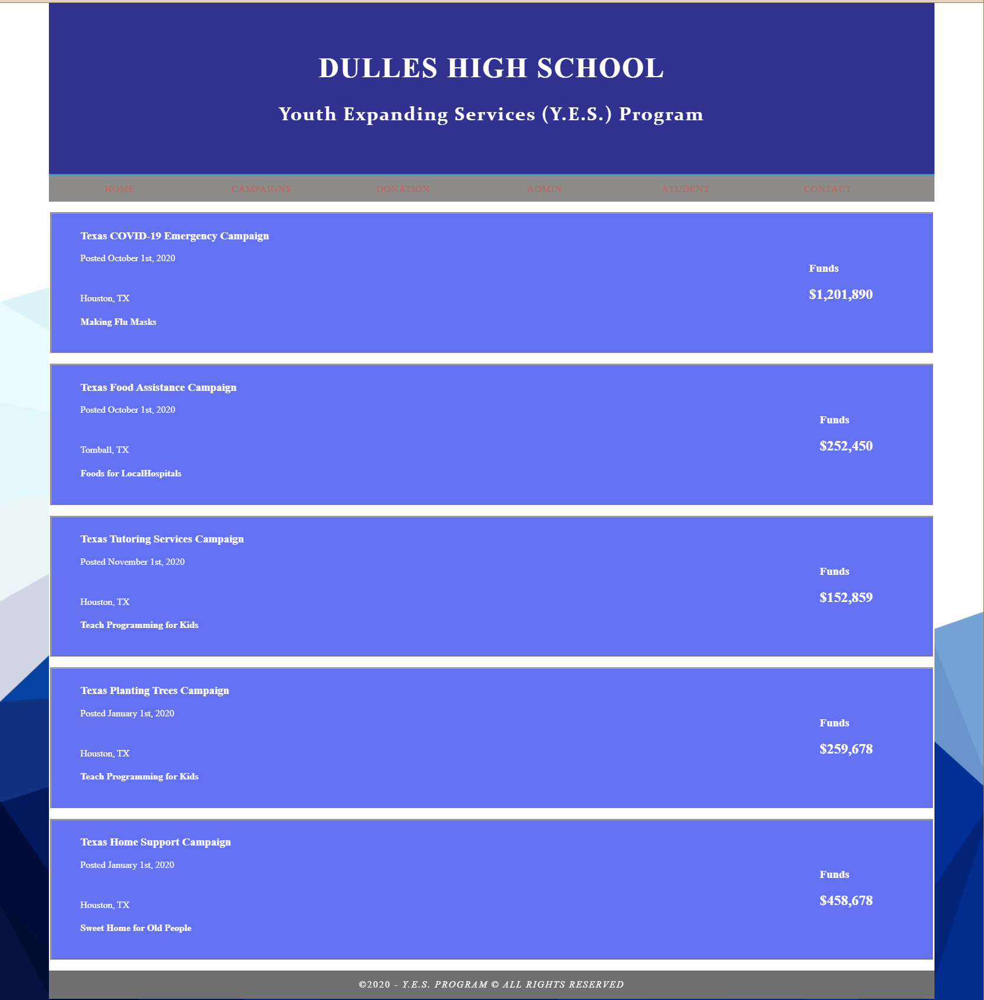 DULLES HIGH SCHOOL
Youth Expanding Services (Y.E.S.) Program
HOME CAMPAIGNS DONATION ADMIN STUDENT CONTACT
Texas COVID-19 Emergency Campaign
Posted October 1st, 2020
Funds
$1,201,890
Houston, TX
Making Flu Masks
Texas Food Assistance Campaign
Posted October 1st, 2020
Funds
$252,450
Tomball, TX
Foods for LocalHospitals
Texas Tutoring Services Campaign
Posted November 1st, 2020
Funds
$152,859
Houston, TX
Teach Programming for Kids
Texas Planting Trees Campaign
Posted January 1st, 2020
Funds
$259,678
Houston, TX
Teach Programming for Kids
Texas Home Support Campaign
Posted January 1st, 2020
Funds
$458,678
Houston, TX
Sweet Home for Old People
©2020 - Y.E.S. PROGRAM © ALL RIGHTS RESERVED